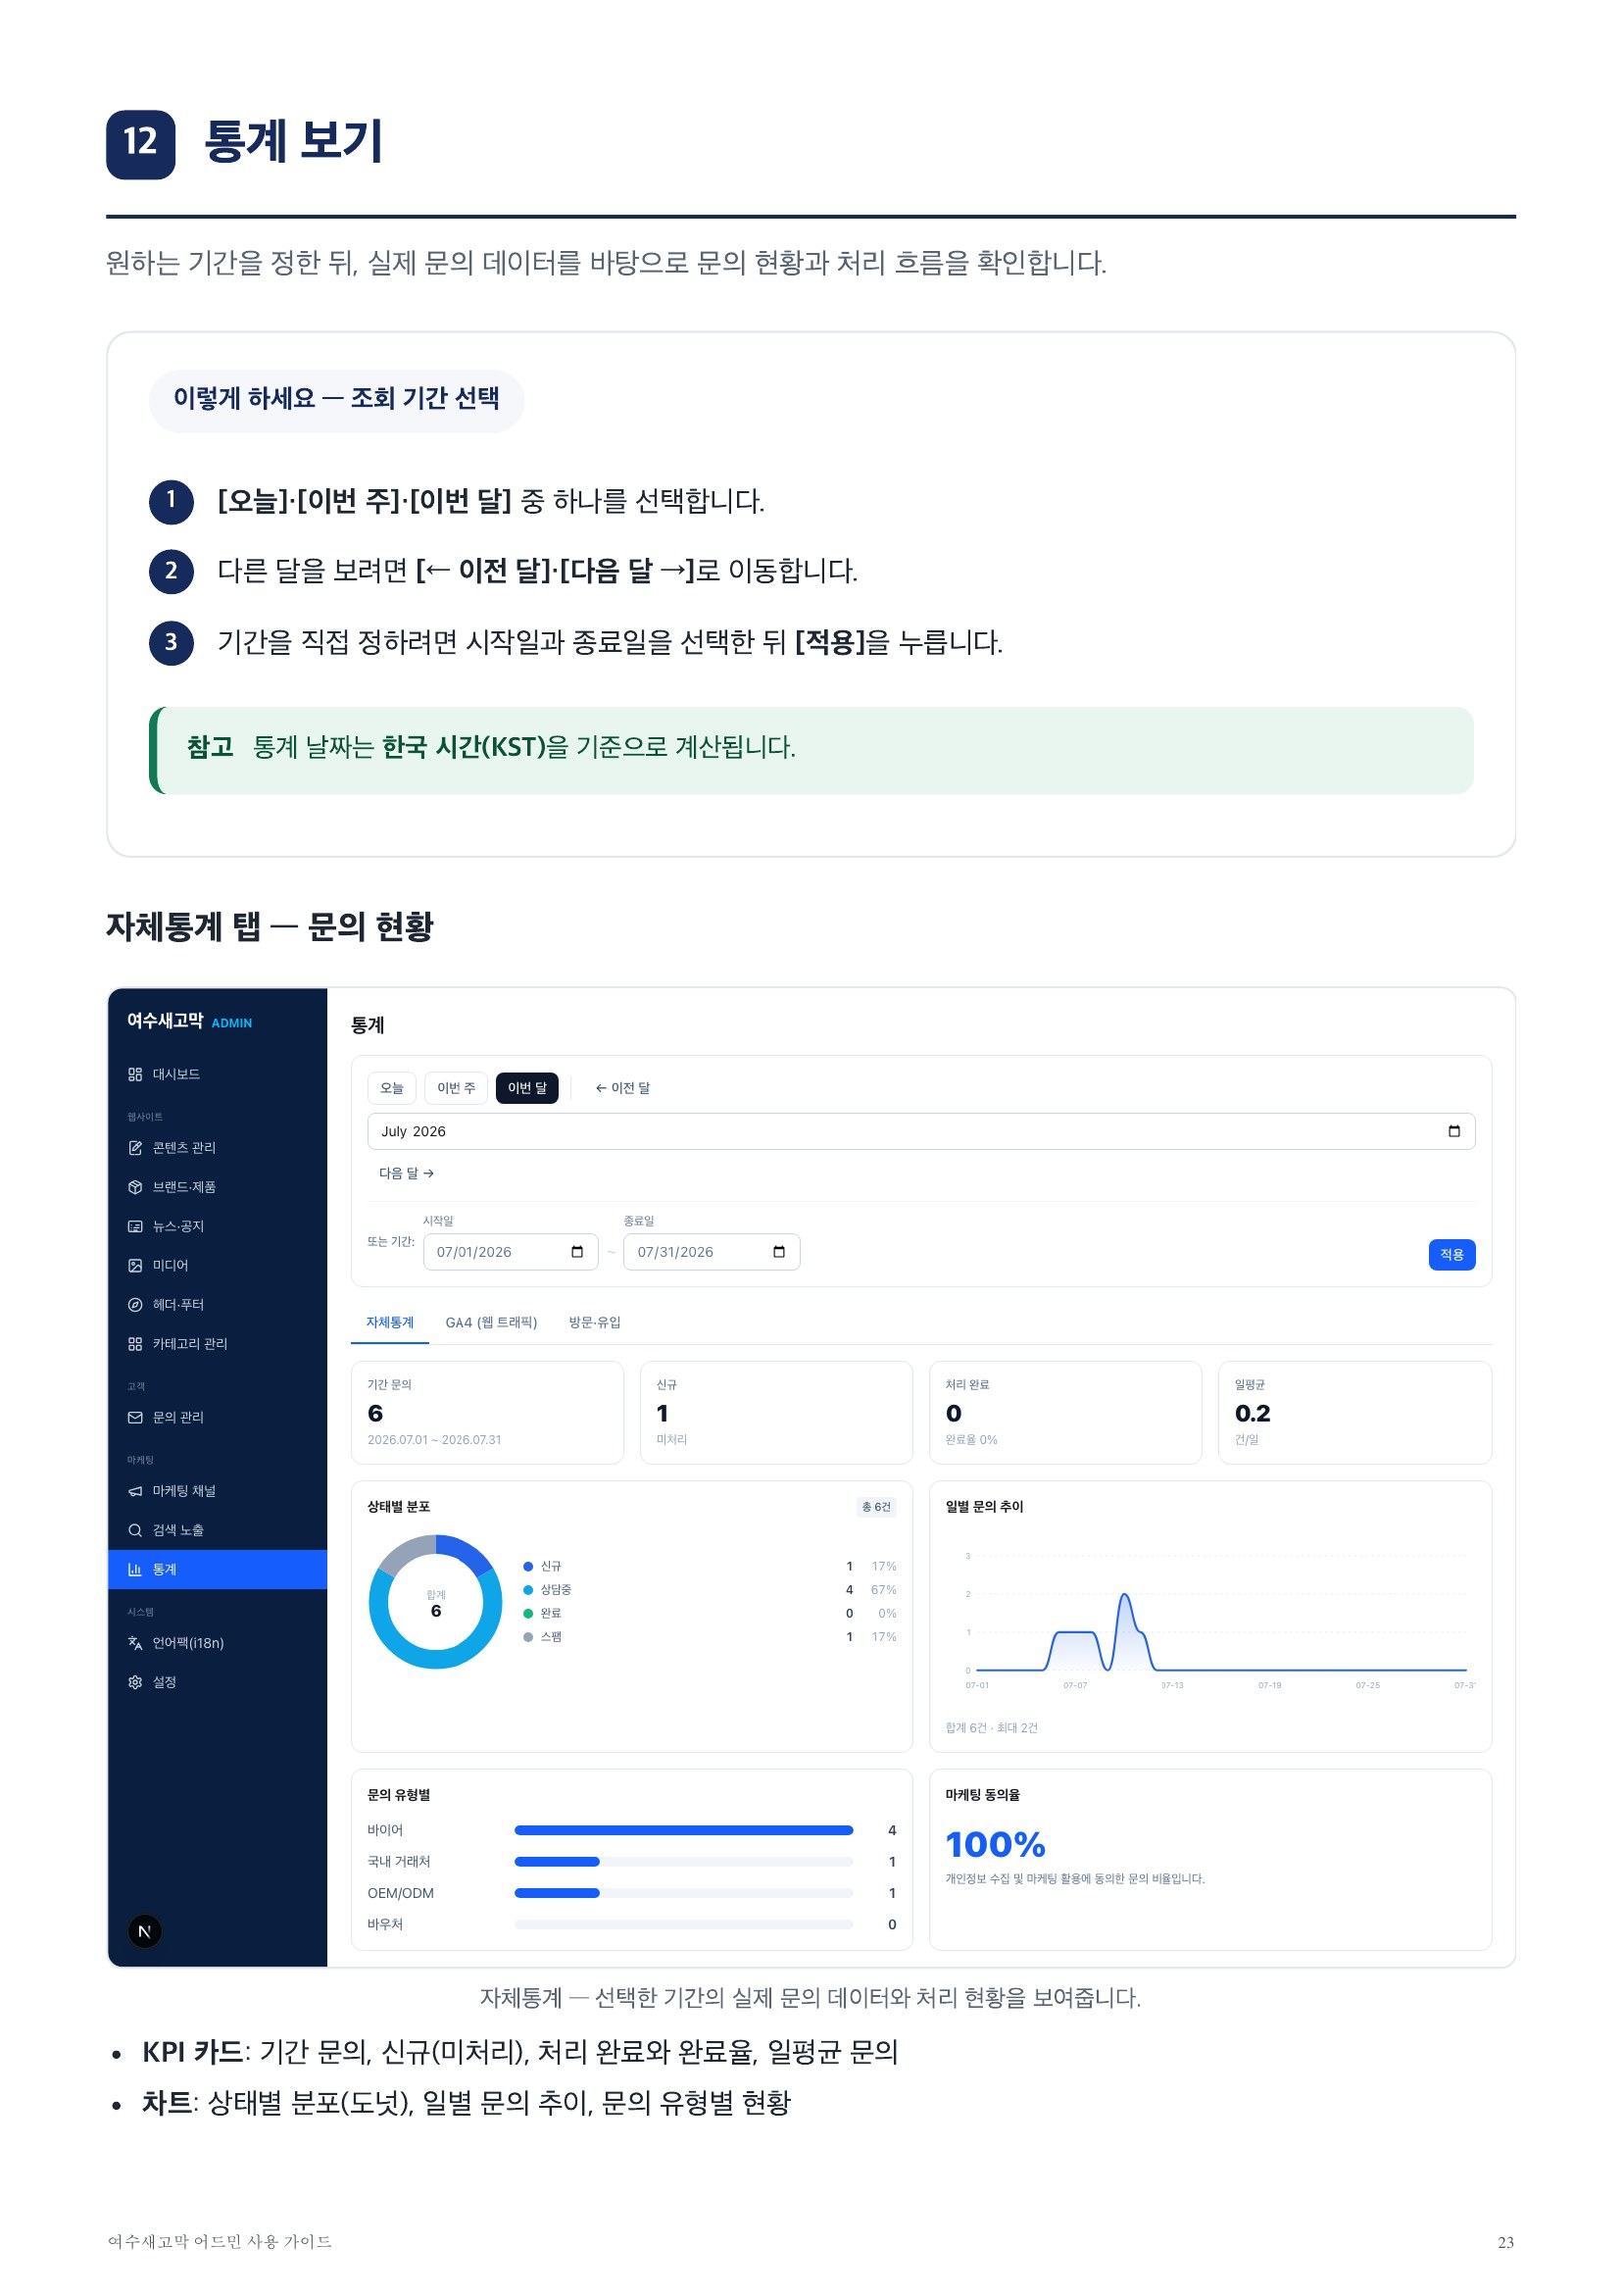 12 통계 보기
원하는 기간을 정한 뒤, 실제 문의 데이터를 바탕으로 문의 현황과 처리 흐름을 확인합니다.
이렇게 하세요 — 조회 기간 선택
1 [오늘]·[이번 주]·[이번 달] 중 하나를 선택합니다.
2 다른 달을 보려면 [← 이전 달]·[다음 달 →]로 이동합니다.
3 기간을 직접 정하려면 시작일과 종료일을 선택한 뒤 [적용]을 누릅니다.
참고 통계 날짜는 한국 시간(KST)을 기준으로 계산됩니다.
자체통계 탭 — 문의 현황
여수새고막 ADMIN
대시보드
웹사이트
콘텐츠 관리
브랜드·제품
뉴스·공지
미디어
헤더·푸터
카테고리 관리
고객
문의 관리
마케팅
마케팅 채널
검색 노출
통계
시스템
언어팩(i18n)
설정
N
통계
오늘 이번 주 이번 달 ← 이전 달
July 2026
다음 달 →
시작일 종료일
또는 기간: 07/01/2026 ~ 07/31/2026 적용
자체통계 GA4 (웹 트래픽) 방문·유입
기간 문의
6
2026.07.01 ~ 2026.07.31
신규
1
미처리
처리 완료
0
완료율 0%
일평균
0.2
건/일
상태별 분포 총 6건
합계
6
신규 1 17%
상담중 4 67%
완료 0 0%
스팸 1 17%
일별 문의 추이
3
2
1
0
07-01 07-07 07-13 07-19 07-25 07-3
합계 6건 · 최대 2건
문의 유형별
바이어 4
국내 거래처 1
OEM/ODM 1
바우처 0
마케팅 동의율
100%
개인정보 수집 및 마케팅 활용에 동의한 문의 비율입니다.
자체통계 — 선택한 기간의 실제 문의 데이터와 처리 현황을 보여줍니다.
• KPI 카드: 기간 문의, 신규(미처리), 처리 완료와 완료율, 일평균 문의
• 차트: 상태별 분포(도넛), 일별 문의 추이, 문의 유형별 현황
여수새고막 어드민 사용 가이드 23